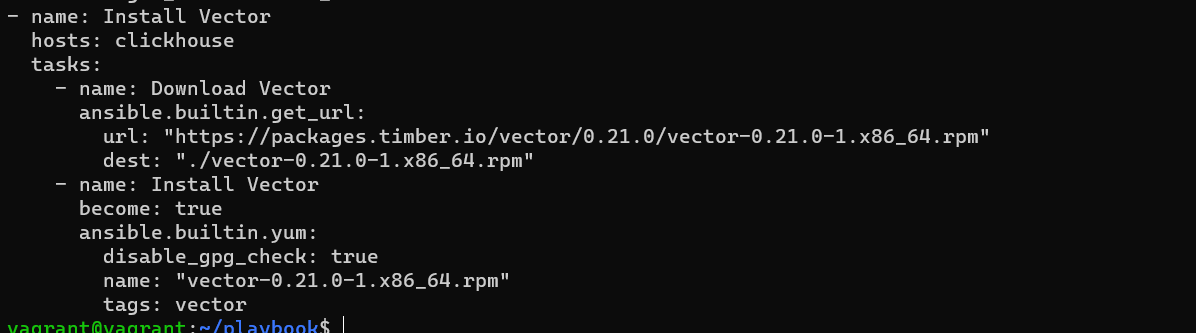 - name: Install Vector
  hosts: clickhouse
  tasks:
    - name: Download Vector
      ansible.builtin.get_url:
        url: "https://packages.timber.io/vector/0.21.0/vector-0.21.0-1.x86_64.rpm"
        dest: "./vector-0.21.0-1.x86_64.rpm"
    - name: Install Vector
      become: true
      ansible.builtin.yum:
        disable_gpg_check: true
        name: "vector-0.21.0-1.x86_64.rpm"
        tags: vector
vagrant@vagrant:~/playbook$